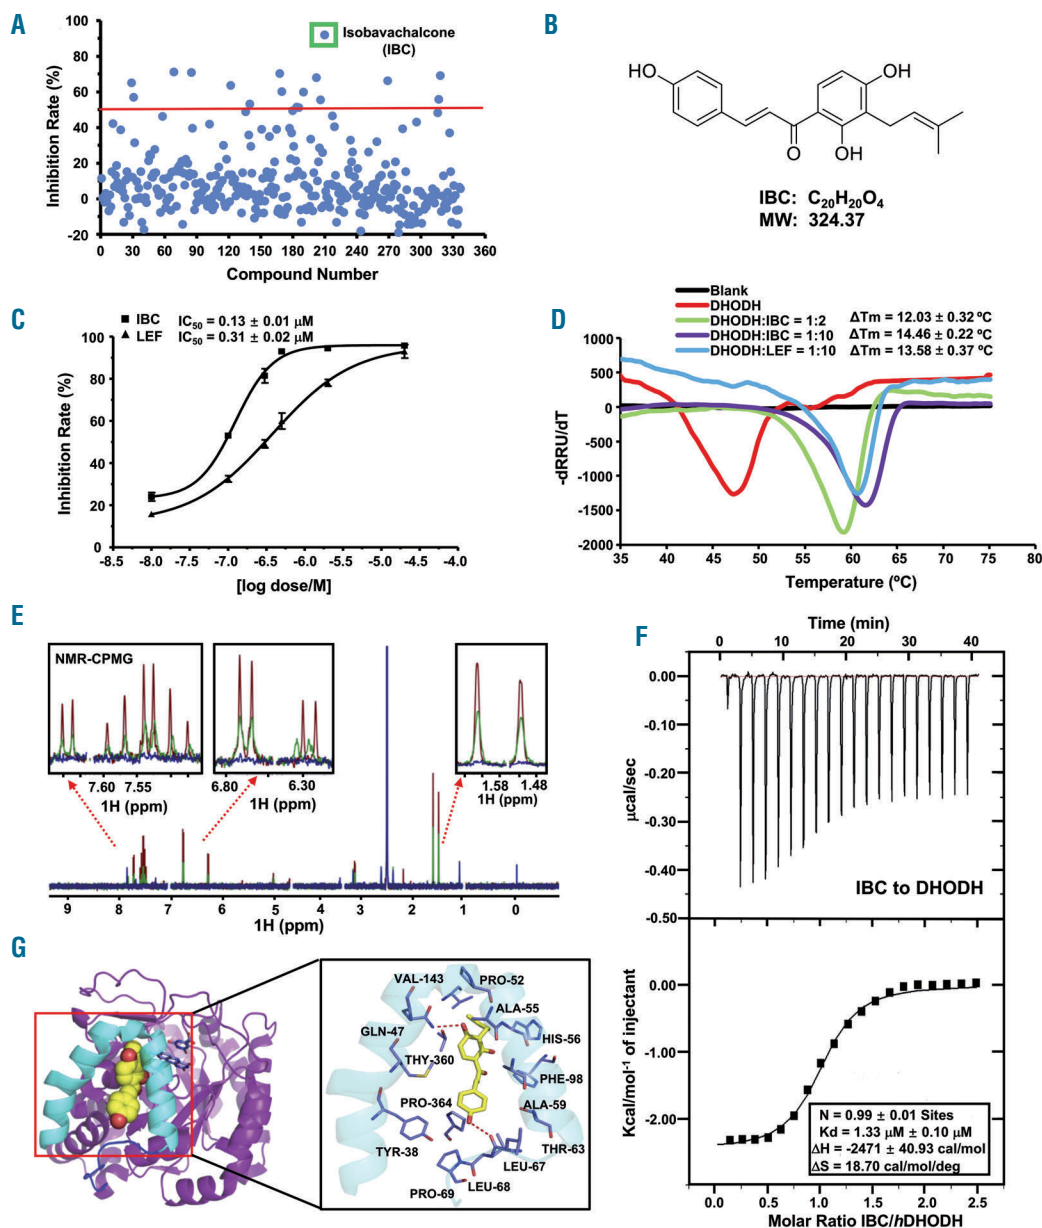 A
100
80
60
40
20
0
-20
Inhibition Rate (%)
Isobavachalcone
(IBC)
0 30 60 90 120 150 180 210 240 270 300 330 360
Compound Number
B
HO
OH
O
OH
IBC: C₂₀H₂₀O₄
MW: 324.37
C
IBC IC₅₀ = 0.13 ± 0.01 µM
LEF IC₅₀ = 0.31 ± 0.02 µM
100
80
60
40
20
0
Inhibition Rate (%)
-8.5 -8.0 -7.5 -7.0 -6.5 -6.0 -5.5 -5.0 -4.5 -4.0
[log dose/M]
D
Blank
DHODH
DHODH:IBC = 1:2 ΔTm = 12.03 ± 0.32 ºC
DHODH:IBC = 1:10 ΔTm = 14.46 ± 0.22 ºC
DHODH:LEF = 1:10 ΔTm = 13.58 ± 0.37 ºC
1000
500
0
-500
-1000
-1500
-2000
-dRRU/dT
35 40 45 50 55 60 65 70 75 80
Temperature (ºC)
E
NMR-CPMG
7.60 7.55
1H (ppm)
6.80 6.30
1H (ppm)
1.58 1.48
1H (ppm)
9 8 7 6 5 4 3 2 1 0
1H (ppm)
F
Time (min)
0 10 20 30 40
0.00
-0.10
-0.20
-0.30
-0.40
-0.50
µcal/sec
IBC to DHODH
0.00
-1.00
-2.00
Kcal/mol⁻¹ of injectant
N = 0.99 ± 0.01 Sites
Kd = 1.33 µM ± 0.10 µM
ΔH = -2471 ± 40.93 cal/mol
ΔS = 18.70 cal/mol/deg
0.0 0.5 1.0 1.5 2.0 2.5
Molar Ratio IBC/hDHODH
G
VAL-143
PRO-52
ALA-55
GLN-47
HIS-56
THY-360
PHE-98
PRO-364
ALA-59
TYR-38
THR-63
LEU-67
LEU-68
PRO-69